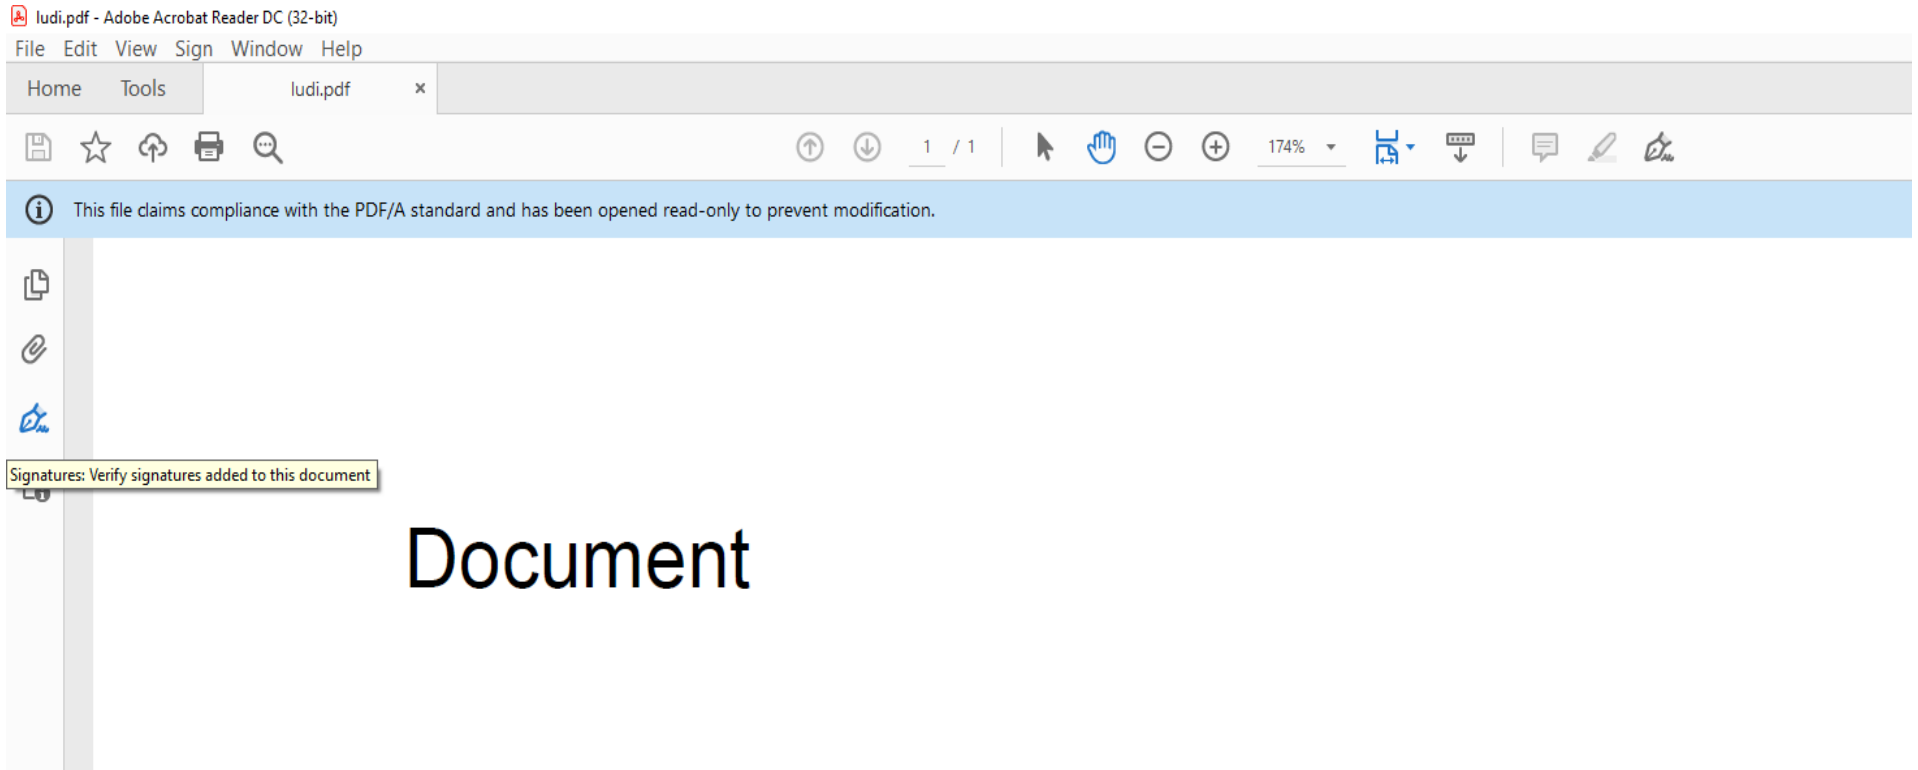 ludi.pdf - Adobe Acrobat Reader DC (32-bit)
File Edit View Sign Window Help
Home Tools ludi.pdf ×
1 / 1 174%
This file claims compliance with the PDF/A standard and has been opened read-only to prevent modification.
Signatures: Verify signatures added to this document
Document